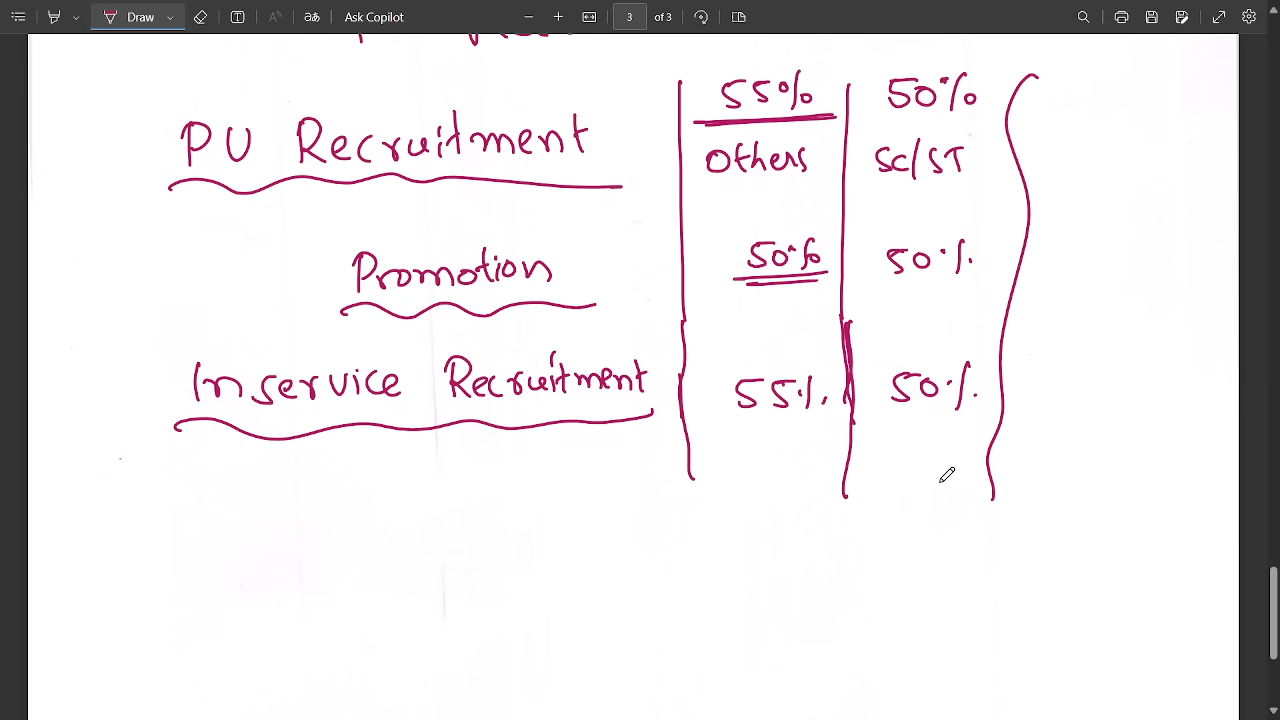 Draw
Ask Copilot
3 of 3
55% 50%
PU Recruitment Others SC/ST
Promotion 50% 50%
Inservice Recruitment 55% 50%